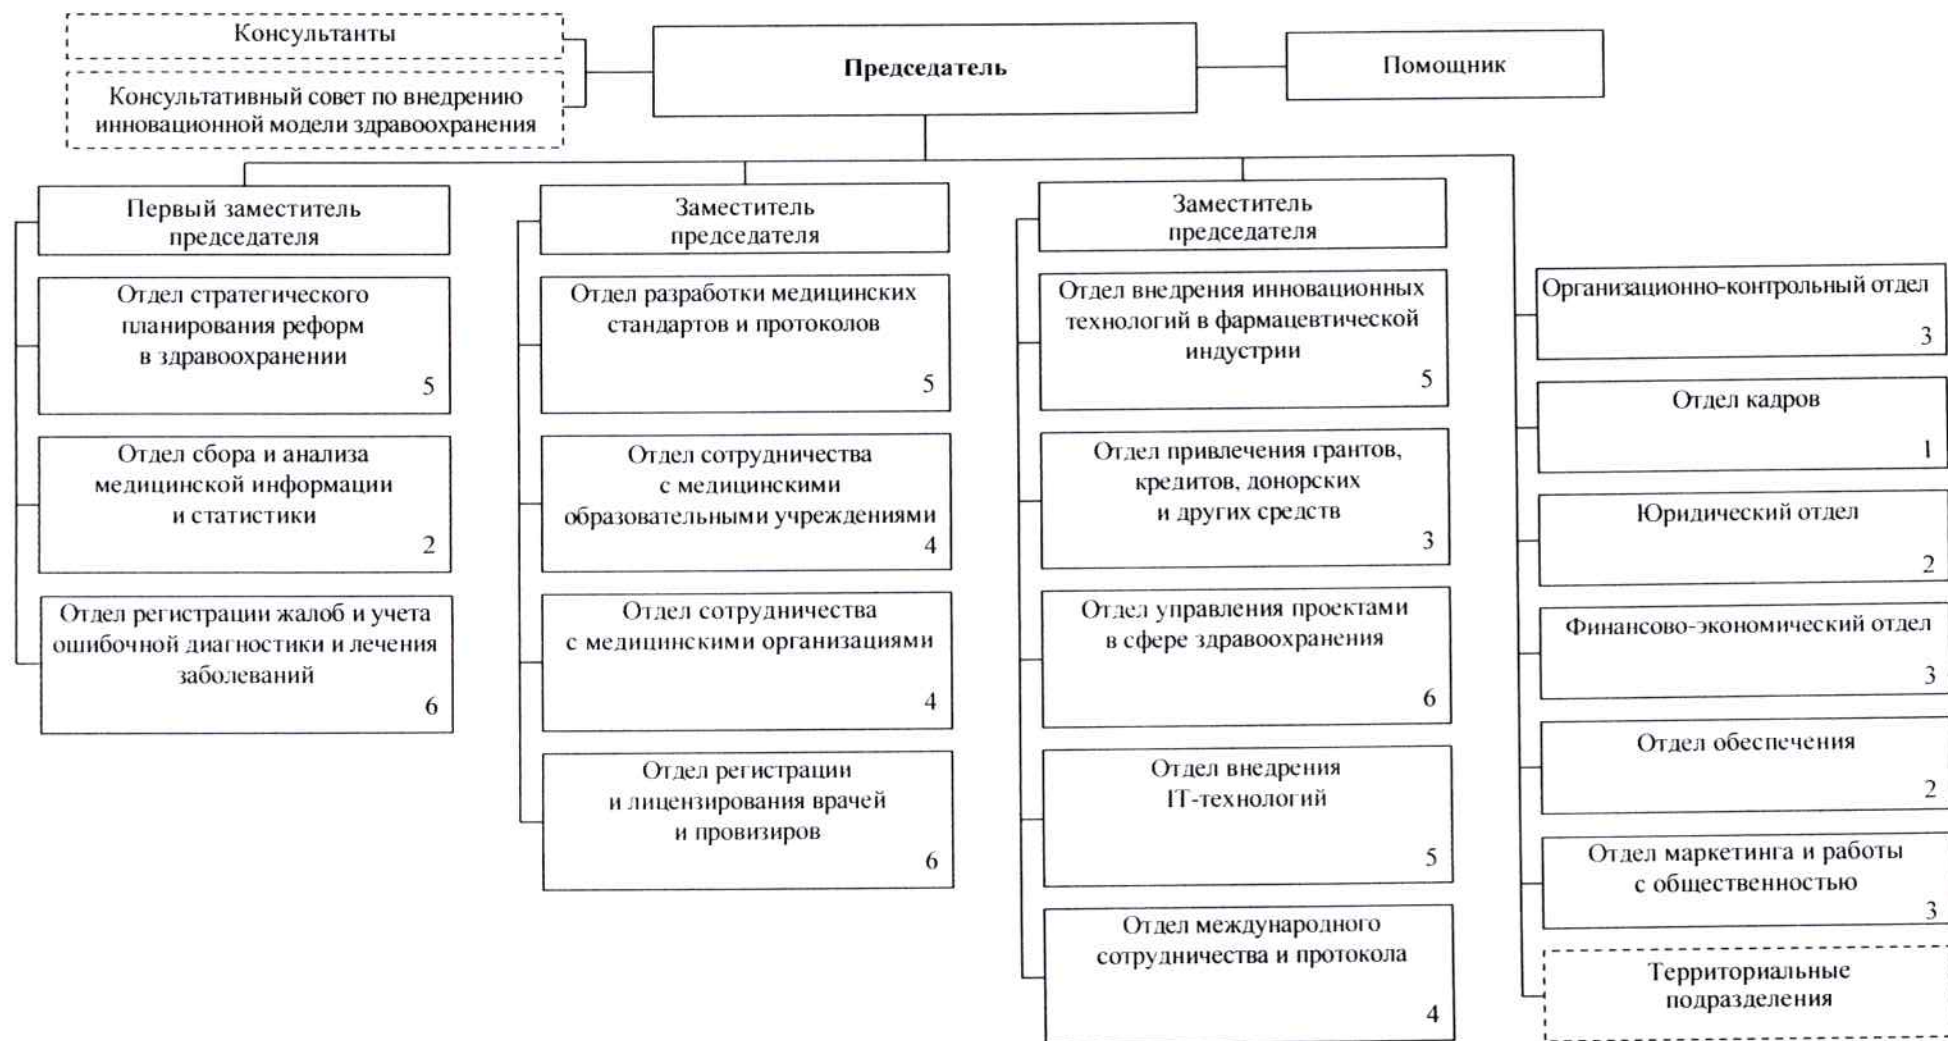 Консультанты
Консультативный совет по внедрению
инновационной модели здравоохранения
Председатель
Помощник
Первый заместитель
председателя
Отдел стратегического
планирования реформ
в здравоохранении
5
Отдел сбора и анализа
медицинской информации
и статистики
2
Отдел регистрации жалоб и учета
ошибочной диагностики и лечения
заболеваний
6
Заместитель
председателя
Отдел разработки медицинских
стандартов и протоколов
5
Отдел сотрудничества
с медицинскими
образовательными учреждениями
4
Отдел сотрудничества
с медицинскими организациями
4
Отдел регистрации
и лицензирования врачей
и провизиров
6
Заместитель
председателя
Отдел внедрения инновационных
технологий в фармацевтической
индустрии
5
Отдел привлечения грантов,
кредитов, донорских
и других средств
3
Отдел управления проектами
в сфере здравоохранения
6
Отдел внедрения
IT-технологий
5
Отдел международного
сотрудничества и протокола
4
Организационно-контрольный отдел
3
Отдел кадров
1
Юридический отдел
2
Финансово-экономический отдел
3
Отдел обеспечения
2
Отдел маркетинга и работы
с общественностью
3
Территориальные
подразделения